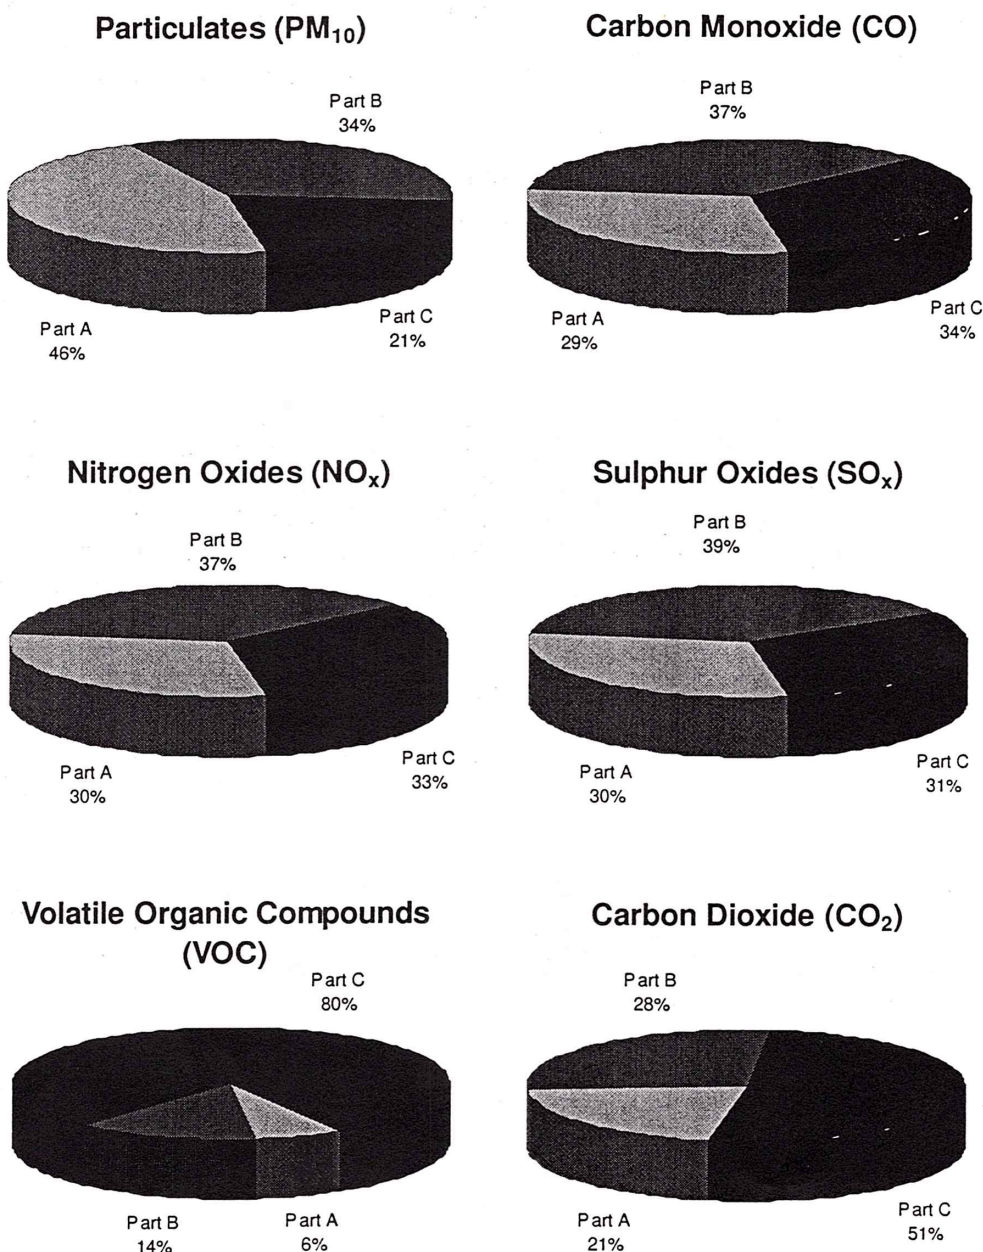 Particulates (PM10)
Part B
34%
Part A
46%
Part C
21%
Carbon Monoxide (CO)
Part B
37%
Part A
29%
Part C
34%
Nitrogen Oxides (NOx)
Part B
37%
Part A
30%
Part C
33%
Sulphur Oxides (SOx)
Part B
39%
Part A
30%
Part C
31%
Volatile Organic Compounds
(VOC)
Part C
80%
Part B
14%
Part A
6%
Carbon Dioxide (CO2)
Part B
28%
Part A
21%
Part C
51%